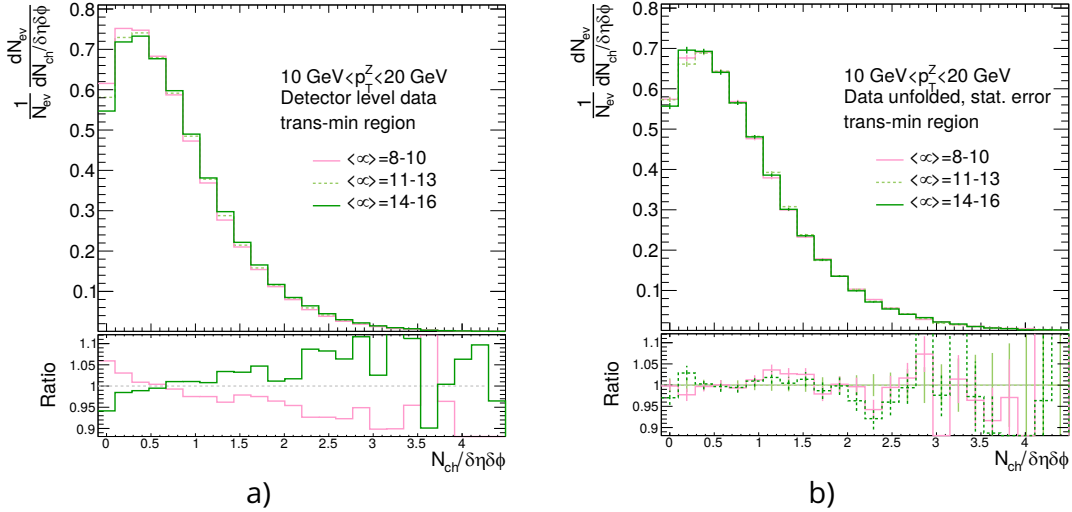 0.8
0.7
0.6
0.5
0.4
0.3
0.2
0.1
1/N_ev dN_ev/dN_ch/δηδϕ
10 GeV<p_T^Z<20 GeV
Detector level data
trans-min region
<∝>=8-10
<∝>=11-13
<∝>=14-16
Ratio
1.1
1.05
1
0.95
0.9
0 0.5 1 1.5 2 2.5 3 3.5 4
N_ch/δηδϕ
a)
0.8
0.7
0.6
0.5
0.4
0.3
0.2
0.1
1/N_ev dN_ev/dN_ch/δηδϕ
10 GeV<p_T^Z<20 GeV
Data unfolded, stat. error
trans-min region
<∝>=8-10
<∝>=11-13
<∝>=14-16
Ratio
1.1
1.05
1
0.95
0.9
0 0.5 1 1.5 2 2.5 3 3.5 4
N_ch/δηδϕ
b)